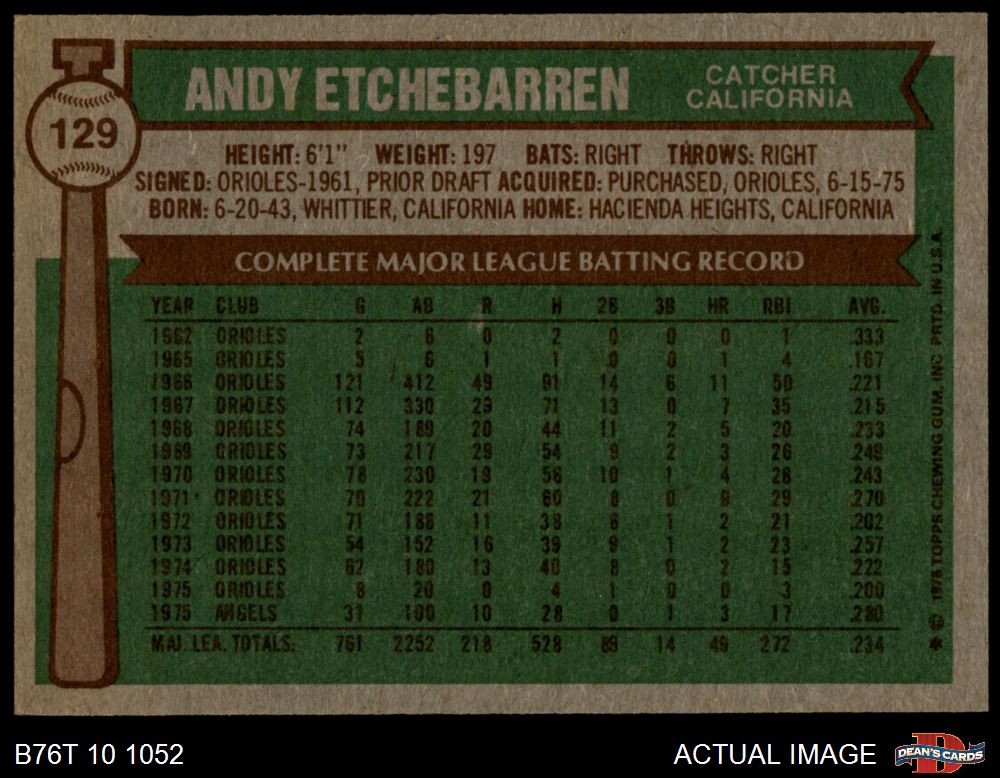 ANDY ETCHEBARREN
CATCHER
CALIFORNIA
129
HEIGHT: 6'1" WEIGHT: 197 BATS: RIGHT THROWS: RIGHT
SIGNED: ORIOLES-1961, PRIOR DRAFT ACQUIRED: PURCHASED, ORIOLES, 6-15-75
BORN: 6-20-43, WHITTIER, CALIFORNIA HOME: HACIENDA HEIGHTS, CALIFORNIA
COMPLETE MAJOR LEAGUE BATTING RECORD
YEAR CLUB G AB R H 2B 3B HR RBI AVG.
1962 ORIOLES 2 6 0 2 0 0 0 1 .333
1965 ORIOLES 5 6 1 1 0 0 1 4 .167
1966 ORIOLES 121 412 49 91 14 6 11 50 .221
1967 ORIOLES 112 330 29 71 13 0 7 35 .215
1968 ORIOLES 74 189 20 44 11 2 5 20 .233
1969 ORIOLES 73 217 29 54 9 2 3 26 .249
1970 ORIOLES 78 230 19 56 10 1 4 28 .243
1971 ORIOLES 70 222 21 60 8 0 9 29 .270
1972 ORIOLES 71 188 11 38 6 1 2 21 .202
1973 ORIOLES 54 152 16 39 9 1 2 23 .257
1974 ORIOLES 62 180 13 40 8 0 2 15 .222
1975 ORIOLES 8 20 0 4 1 0 0 3 .200
1975 ANGELS 31 100 10 28 0 1 3 17 .280
MAJ. LEA. TOTALS: 761 2252 218 528 89 14 49 272 .234
* © 1976 TOPPS CHEWING GUM, INC PRTD. IN U.S.A.
B76T 10 1052
ACTUAL IMAGE
DEAN'S CARDS